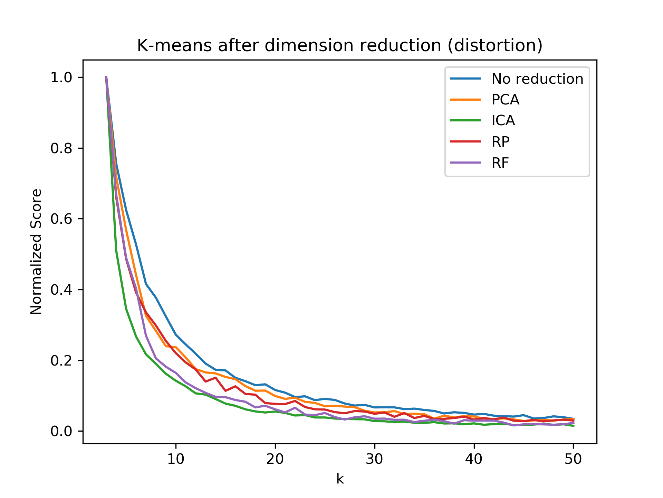 K-means after dimension reduction (distortion)
No reduction
PCA
ICA
RP
RF
1.0
0.8
0.6
0.4
0.2
0.0
Normalized Score
10
20
30
40
50
k